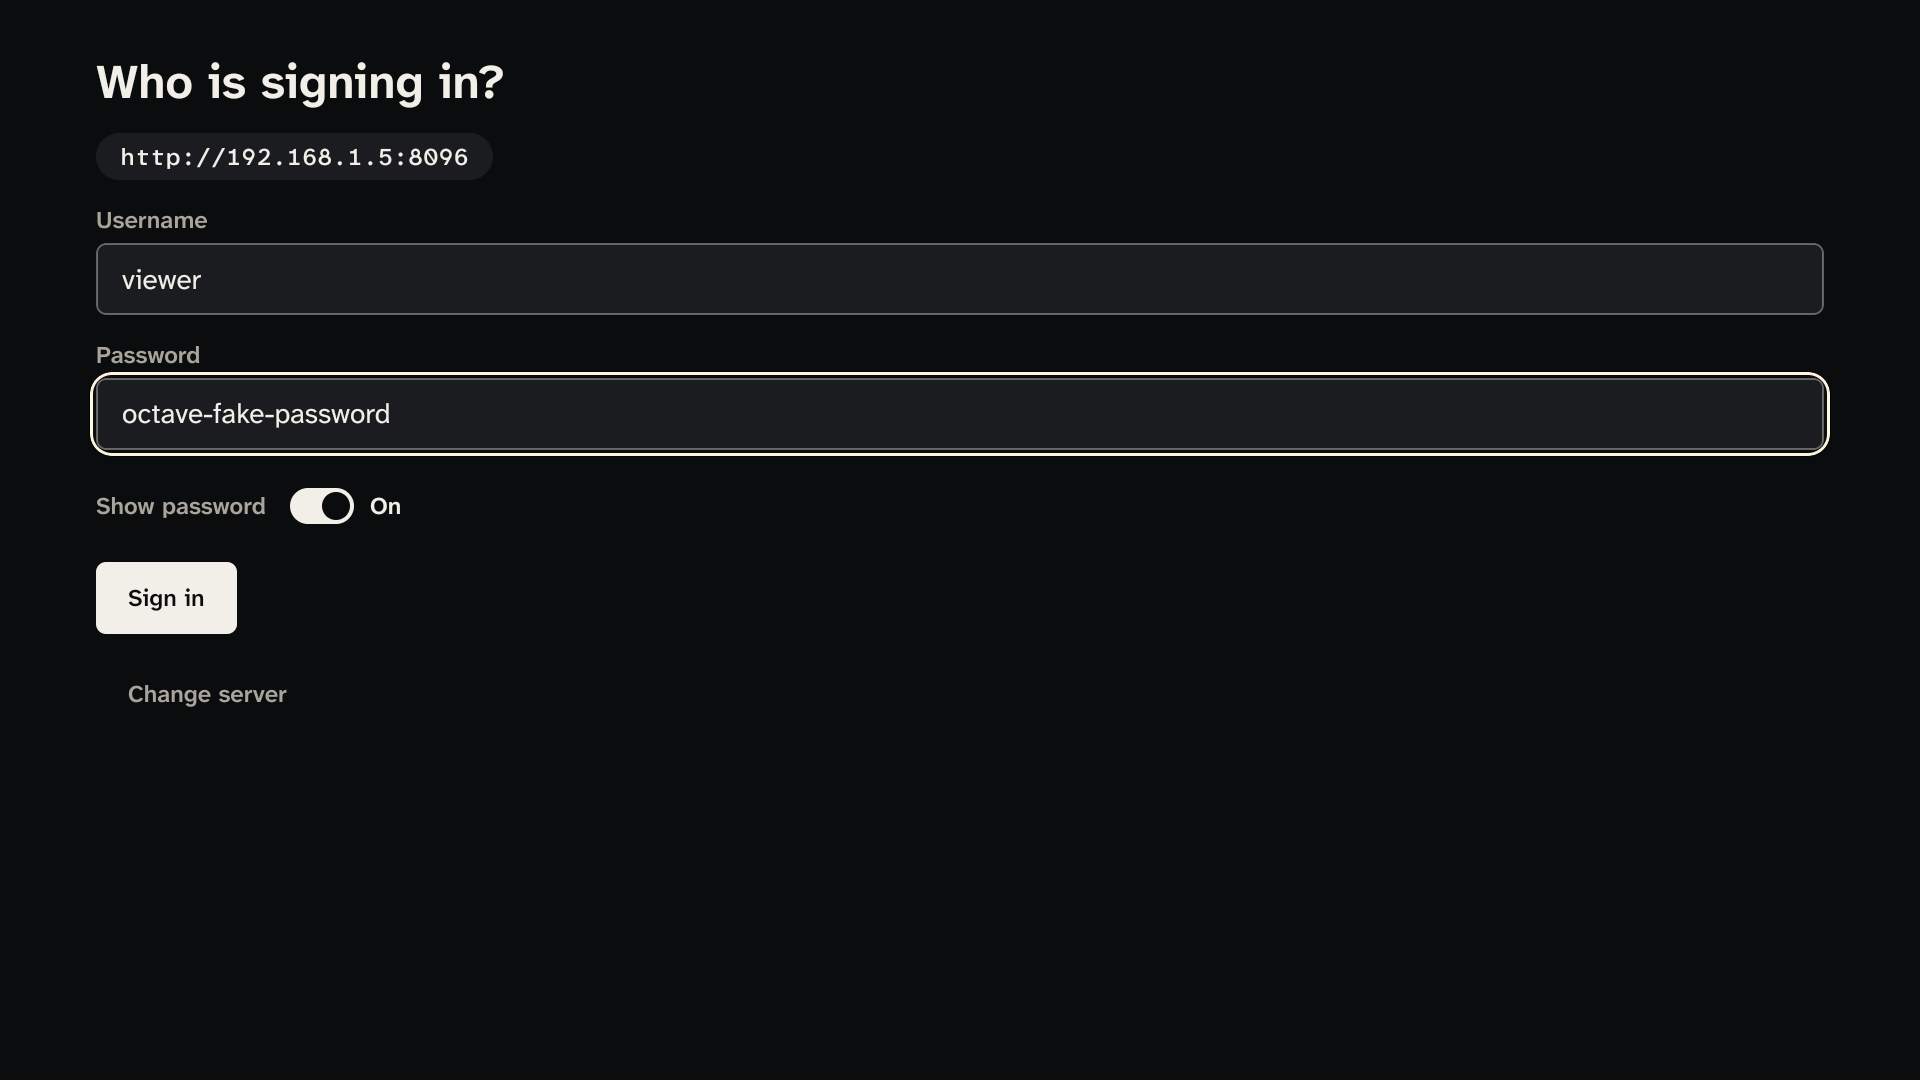 Who is signing in?
http://192.168.1.5:8096
Username
viewer
Password
octave-fake-password
Show password On
Sign in
Change server